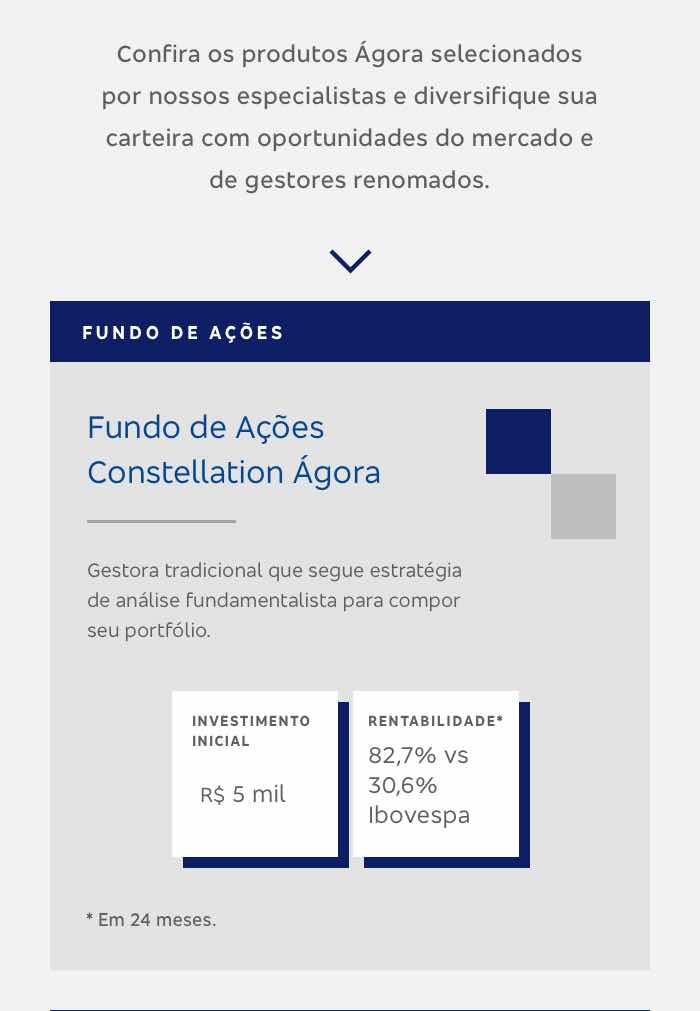 Confira os produtos Ágora selecionados
por nossos especialistas e diversifique sua
carteira com oportunidades do mercado e
de gestores renomados.
FUNDO DE AÇÕES
Fundo de Ações
Constellation Ágora
Gestora tradicional que segue estratégia
de análise fundamentalista para compor
seu portfólio.
INVESTIMENTO
INICIAL
R$ 5 mil
RENTABILIDADE*
82,7% vs
30,6%
Ibovespa
* Em 24 meses.